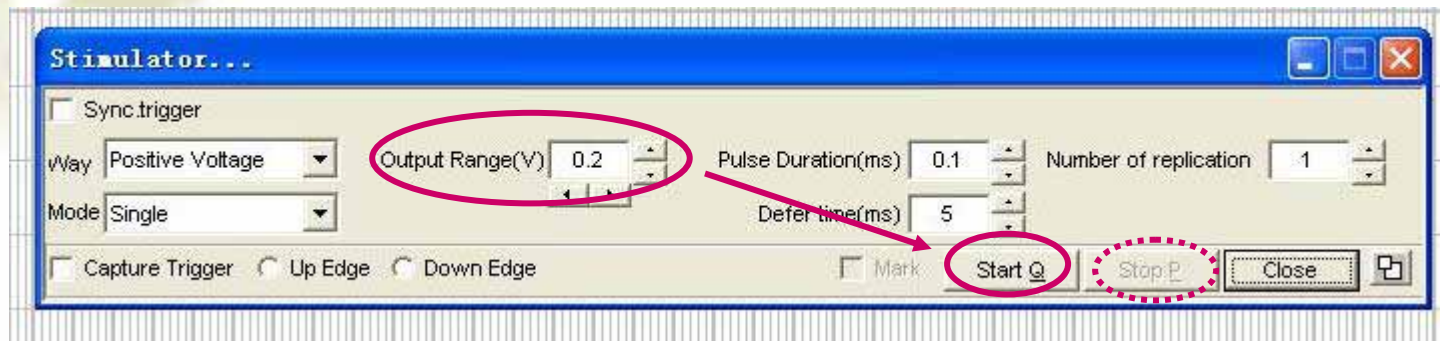 Stimulator...
Sync.trigger
Way Positive Voltage Output Range(V) 0.2 Pulse Duration(ms) 0.1 Number of replication 1
Mode Single Defer time(ms) 5
Capture Trigger Up Edge Down Edge Mark Start Q Stop P Close